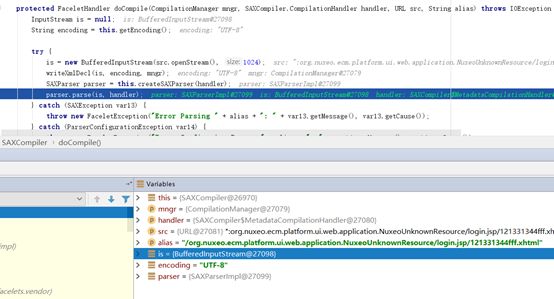 protected FaceletHandler doCompile(CompilationManager mngr, SAXCompiler.CompilationHandler handler, URL src, String alias) throws IOException
InputStream is = null; is: BufferedInputStream@27098
String encoding = this.getEncoding(); encoding: "UTF-8"
try {
is = new BufferedInputStream(src.openStream(), size: 1024); src: ":org.nuxeo.ecm.platform.ui.web.application.NuxeoUnknownResource/login
writeXmlDecl(is, encoding, mngr); encoding: "UTF-8" mngr: CompilationManager@27079
SAXParser parser = this.createSAXParser(handler); parser: SAXParserImpl@27099
parser.parse(is, handler); parser: SAXParserImpl@27099 is: BufferedInputStream@27098 handler: SAXCompiler$MetadataCompilationHandler@
} catch (SAXException var13) {
throw new FaceletException("Error Parsing " + alias + ": " + var13.getMessage(), var13.getCause());
} catch (ParserConfigurationException var14) {
SAXCompiler › doCompile()
Variables
this = {SAXCompiler@26970}
mngr = {CompilationManager@27079}
handler = {SAXCompiler$MetadataCompilationHandler@27080}
src = {URL@27081} ":org.nuxeo.ecm.platform.ui.web.application.NuxeoUnknownResource/login.jsp/121331344fff.xhtml"
mpl)
alias = "/org.nuxeo.ecm.platform.ui.web.application.NuxeoUnknownResource/login.jsp/121331344fff.xhtml"
is = {BufferedInputStream@27098}
encoding = "UTF-8"
parser = {SAXParserImpl@27099}
facelets.vendor)